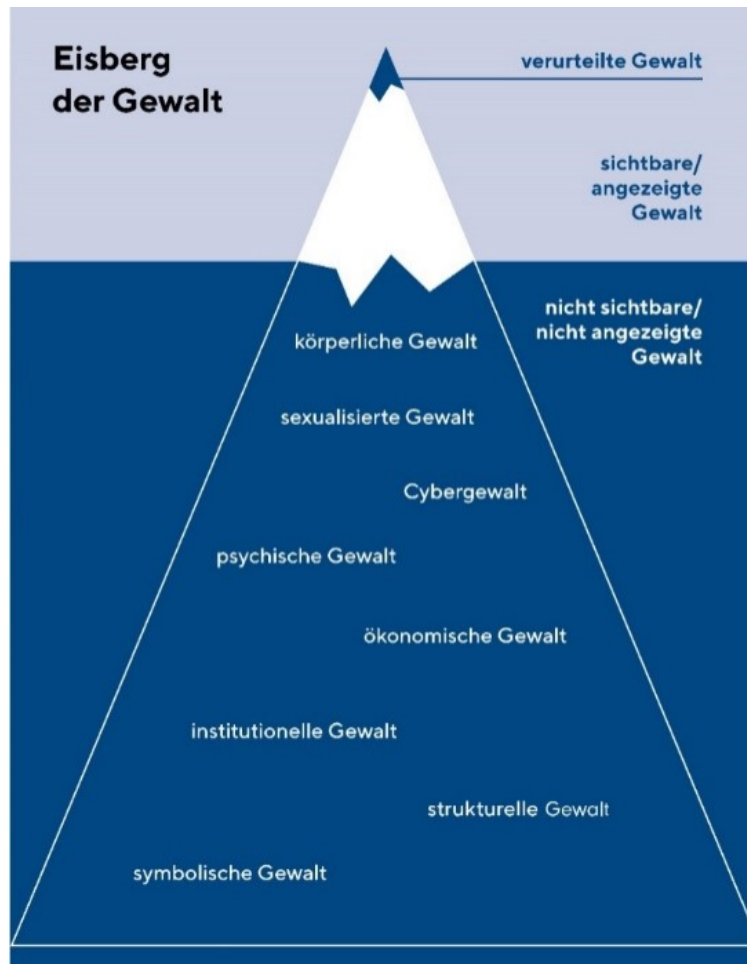 Eisberg
der Gewalt
verurteilte Gewalt
sichtbare/
angezeigte
Gewalt
nicht sichtbare/
nicht angezeigte
Gewalt
körperliche Gewalt
sexualisierte Gewalt
Cybergewalt
psychische Gewalt
ökonomische Gewalt
institutionelle Gewalt
strukturelle Gewalt
symbolische Gewalt